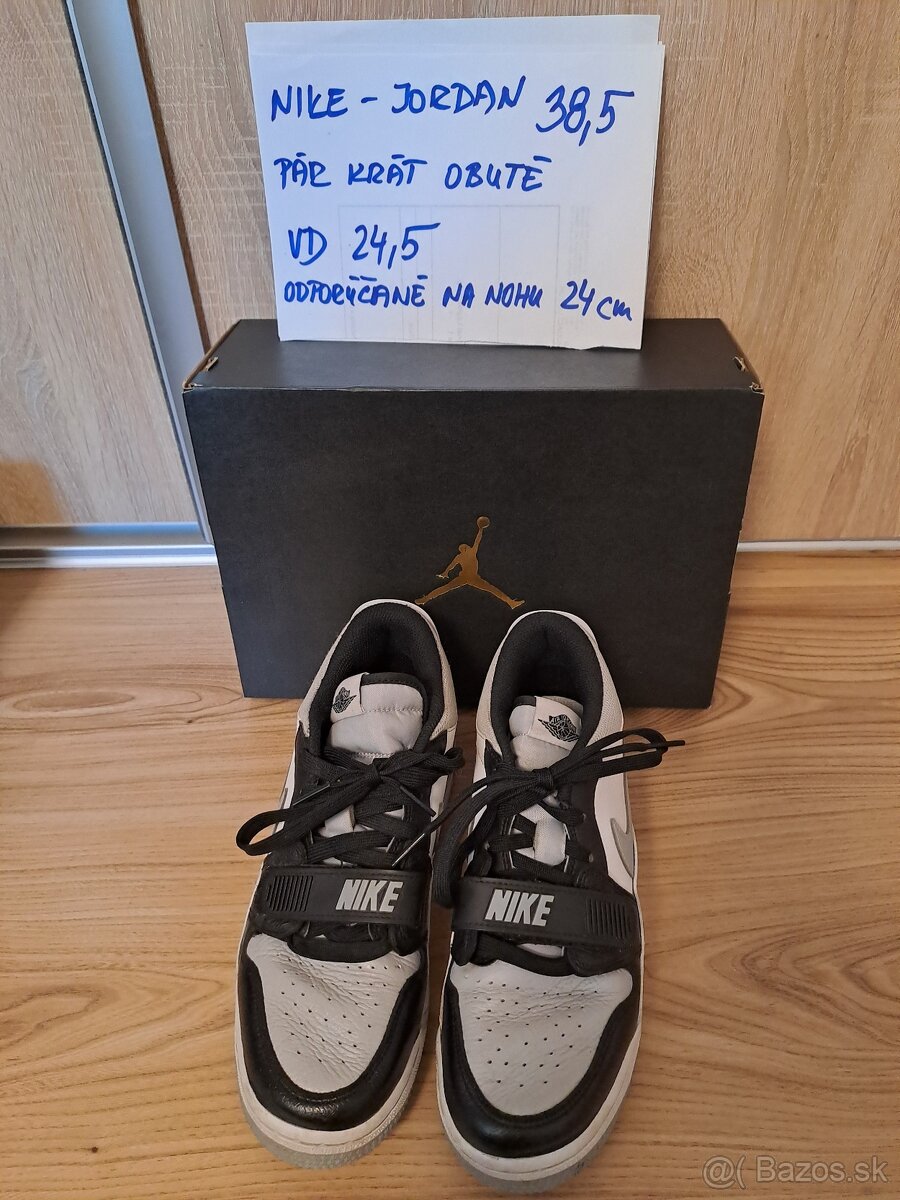 NIKE - JORDAN 38,5
PÁR KRÁT OBUTÉ
VD 24,5
ODPORÚČANÉ NA NOHU 24 cm
NIKE
NIKE
@( Bazos.sk